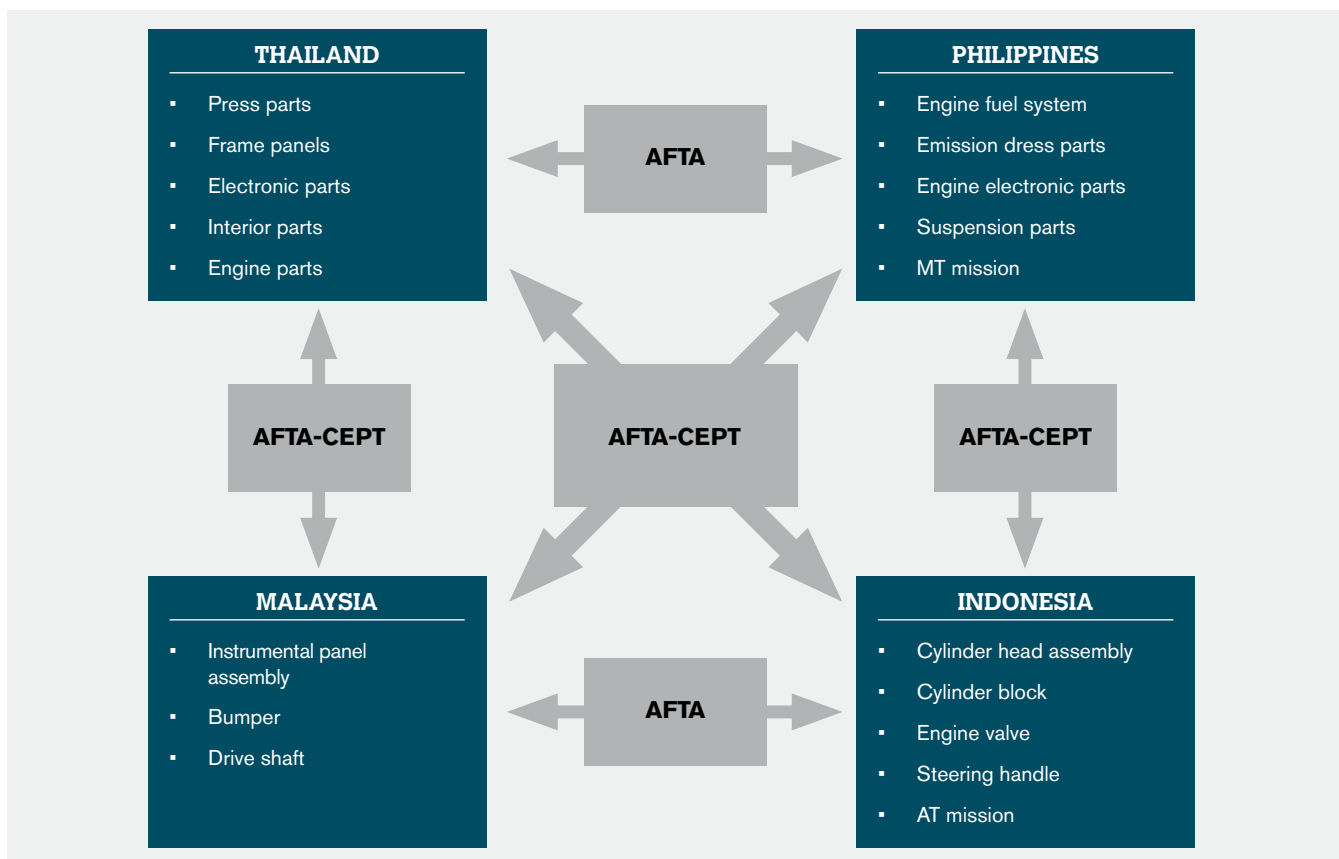 THAILAND
▪ Press parts
▪ Frame panels
▪ Electronic parts
▪ Interior parts
▪ Engine parts
AFTA
PHILIPPINES
▪ Engine fuel system
▪ Emission dress parts
▪ Engine electronic parts
▪ Suspension parts
▪ MT mission
AFTA-CEPT
AFTA-CEPT
AFTA-CEPT
MALAYSIA
▪ Instrumental panel
assembly
▪ Bumper
▪ Drive shaft
AFTA
INDONESIA
▪ Cylinder head assembly
▪ Cylinder block
▪ Engine valve
▪ Steering handle
▪ AT mission